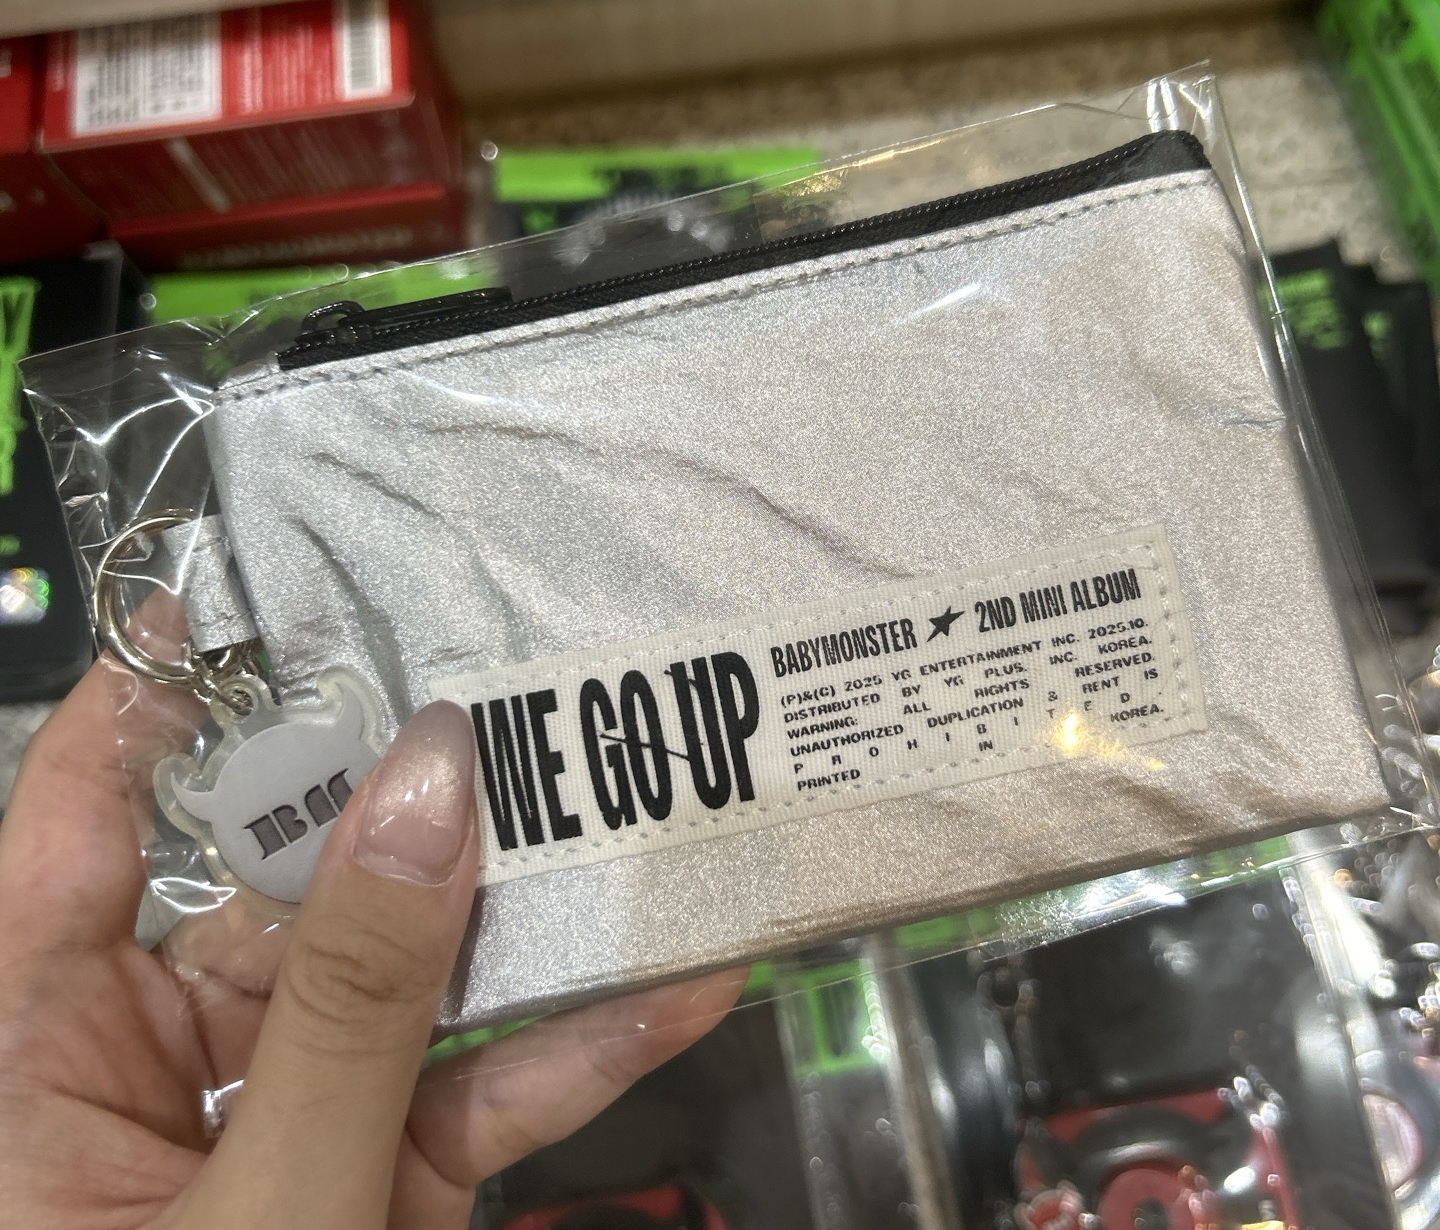 WE GO UP
BABYMONSTER ★ 2ND MINI ALBUM
(P)&(C) 2025 YG ENTERTAINMENT INC. 2025.10.
DISTRIBUTED BY YG PLUS. INC. KOREA.
WARNING: ALL RIGHTS RESERVED.
UNAUTHORIZED DUPLICATION & RENT IS
P R O H I B I T E D.
PRINTED IN KOREA.